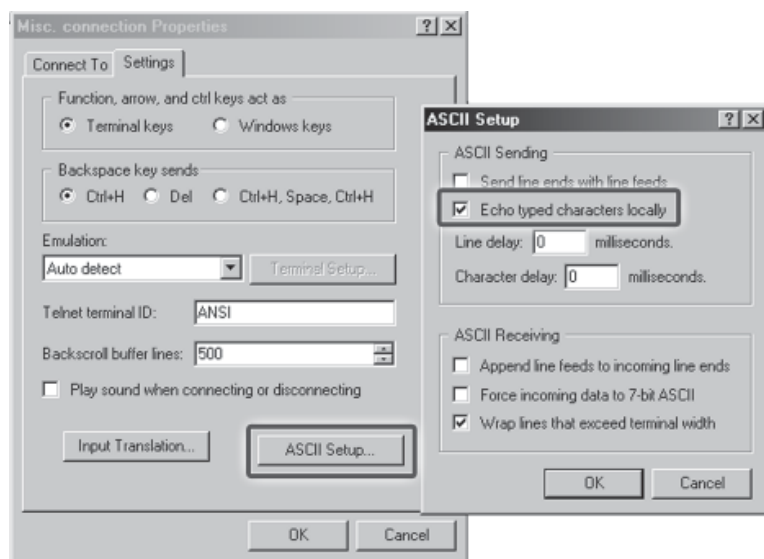 Misc. connection Properties
Connect To Settings
Function, arrow, and ctrl keys act as
Terminal keys Windows keys
Backspace key sends
Ctrl+H Del Ctrl+H, Space, Ctrl+H
Emulation:
Auto detect Terminal Setup...
Telnet terminal ID: ANSI
Backscroll buffer lines: 500
Play sound when connecting or disconnecting
Input Translation... ASCII Setup...
OK Cancel
ASCII Setup
ASCII Sending
Send line ends with line feeds
Echo typed characters locally
Line delay: 0 milliseconds.
Character delay: 0 milliseconds.
ASCII Receiving
Append line feeds to incoming line ends
Force incoming data to 7-bit ASCII
Wrap lines that exceed terminal width
OK Cancel